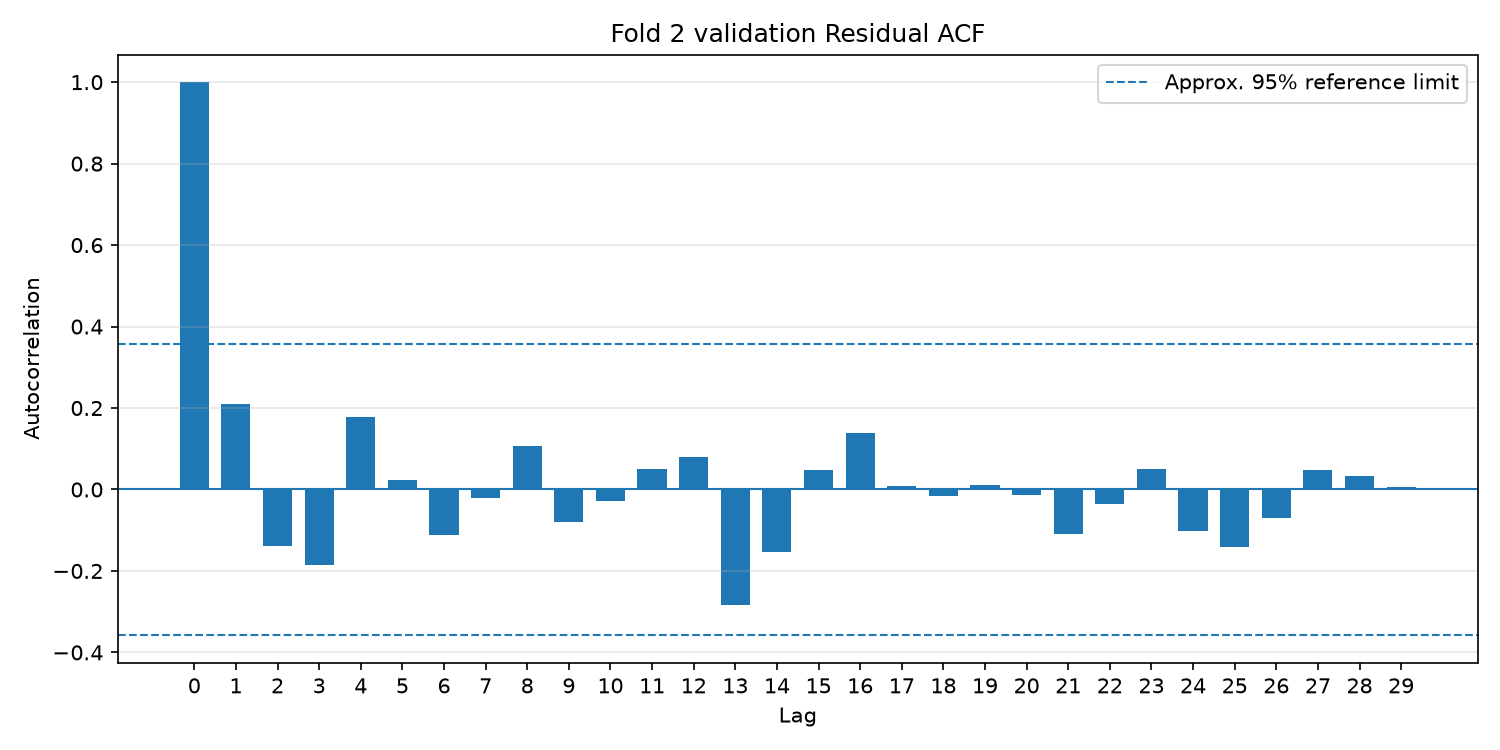 Fold 2 validation Residual ACF
Approx. 95% reference limit
Autocorrelation
1.0
0.8
0.6
0.4
0.2
0.0
−0.2
−0.4
0 1 2 3 4 5 6 7 8 9 10 11 12 13 14 15 16 17 18 19 20 21 22 23 24 25 26 27 28 29
Lag